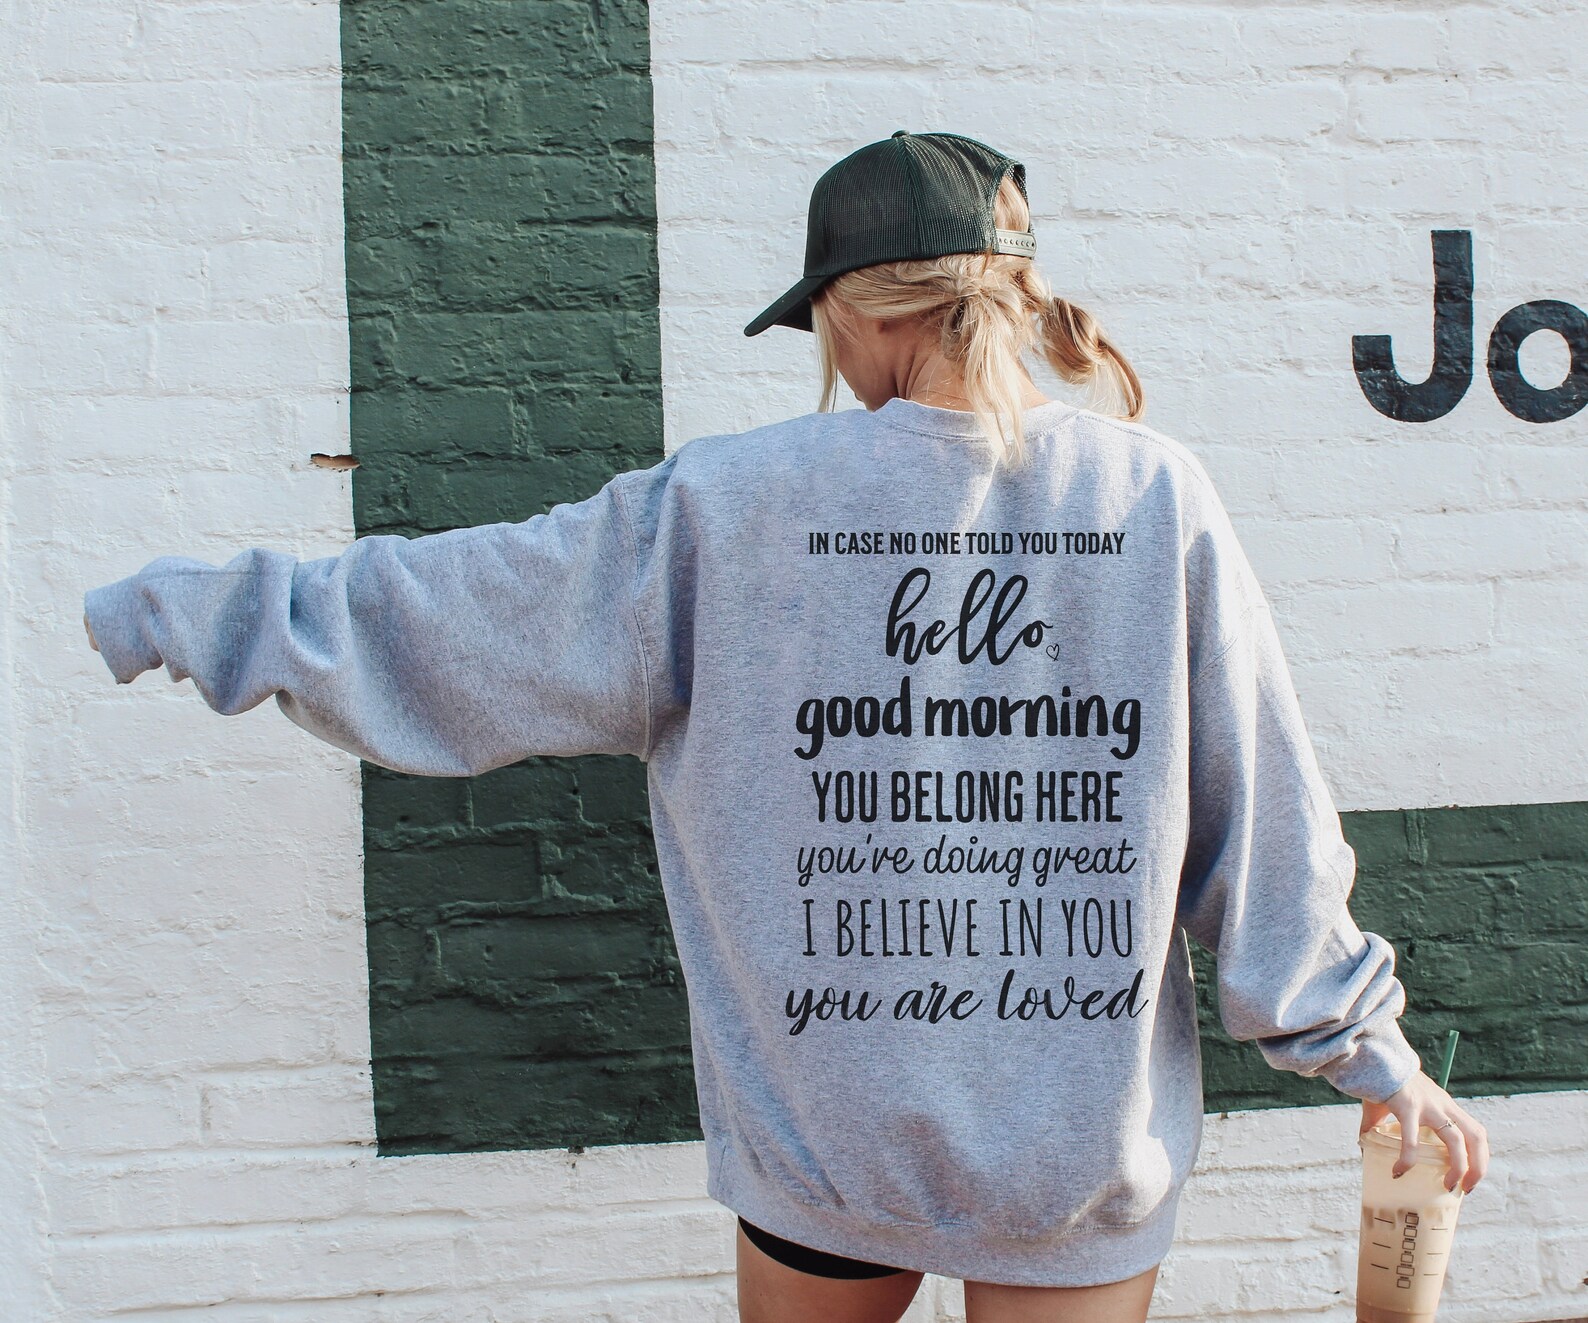 IN CASE NO ONE TOLD YOU TODAY
hello
good morning
YOU BELONG HERE
you're doing great
I BELIEVE IN YOU
you are loved
Jo